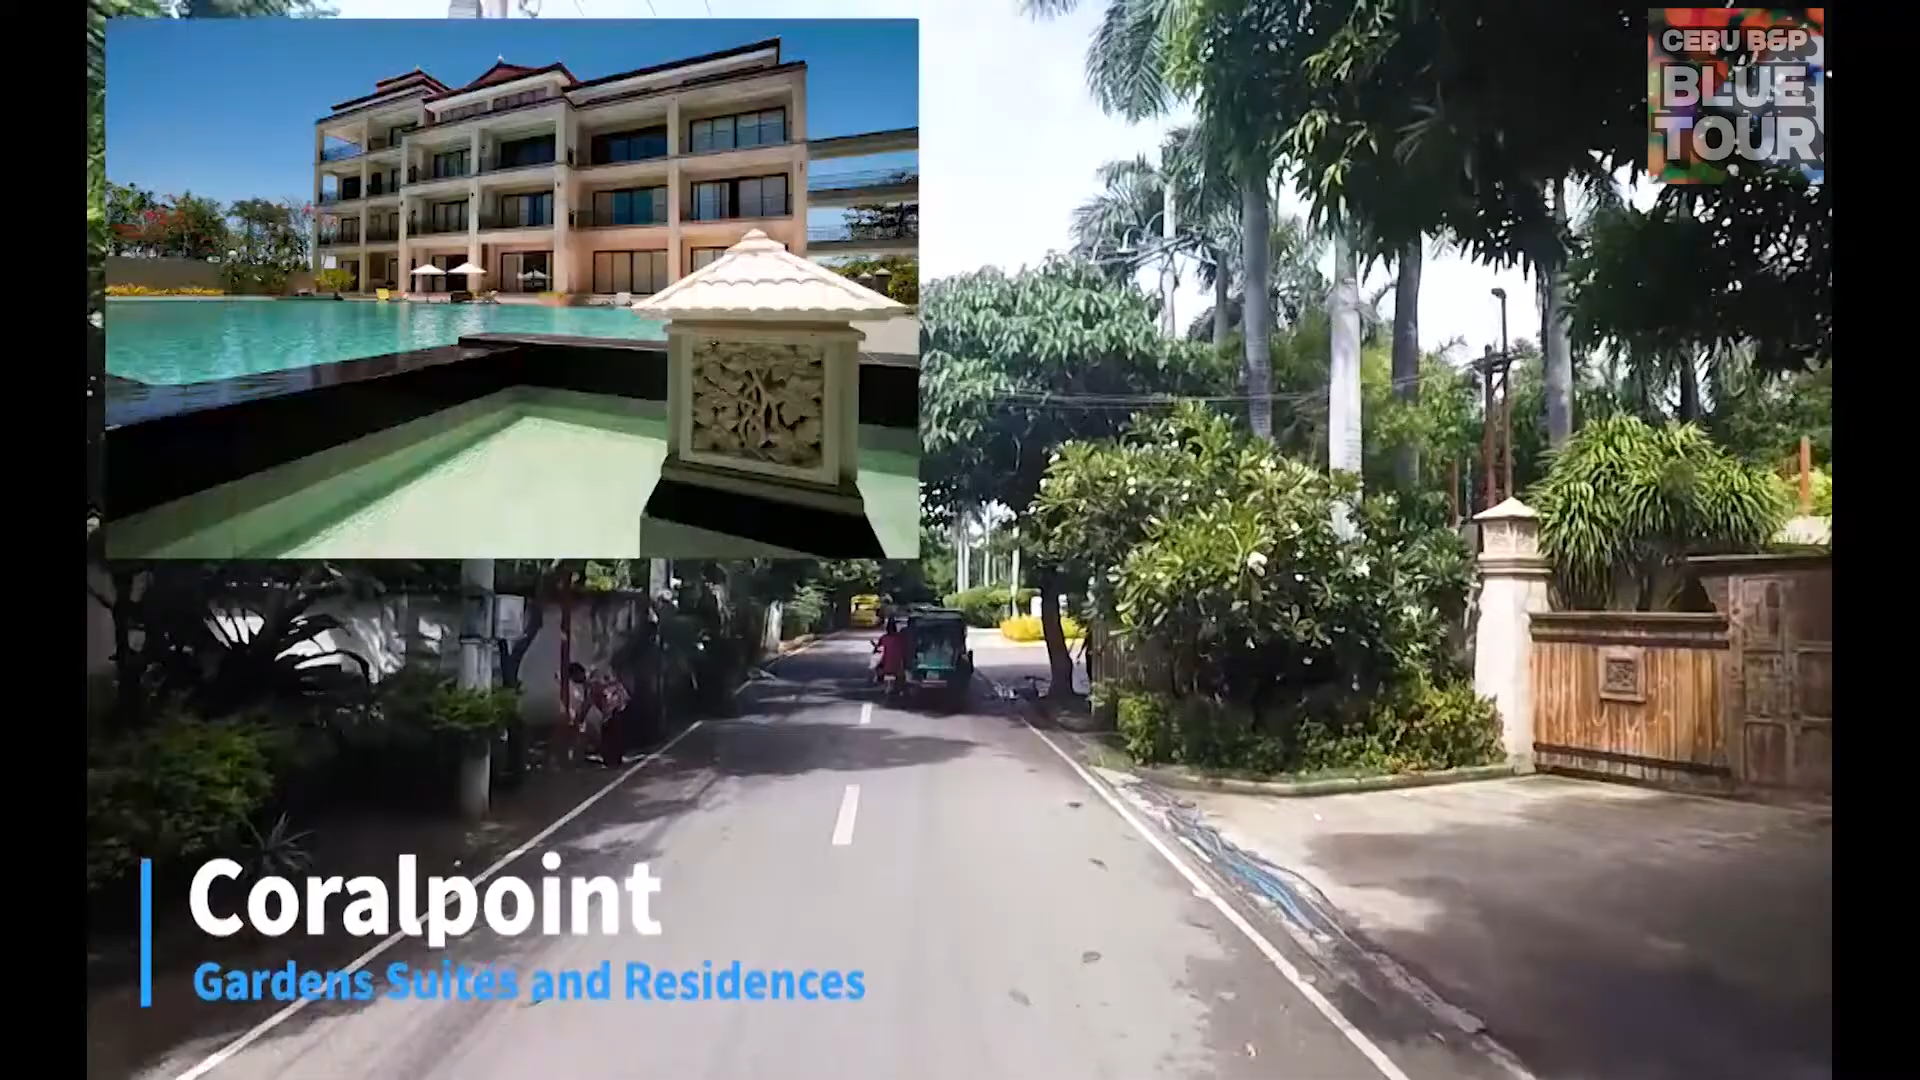 CEBU B&P
BLUE
TOUR
Coralpoint
Gardens Suites and Residences